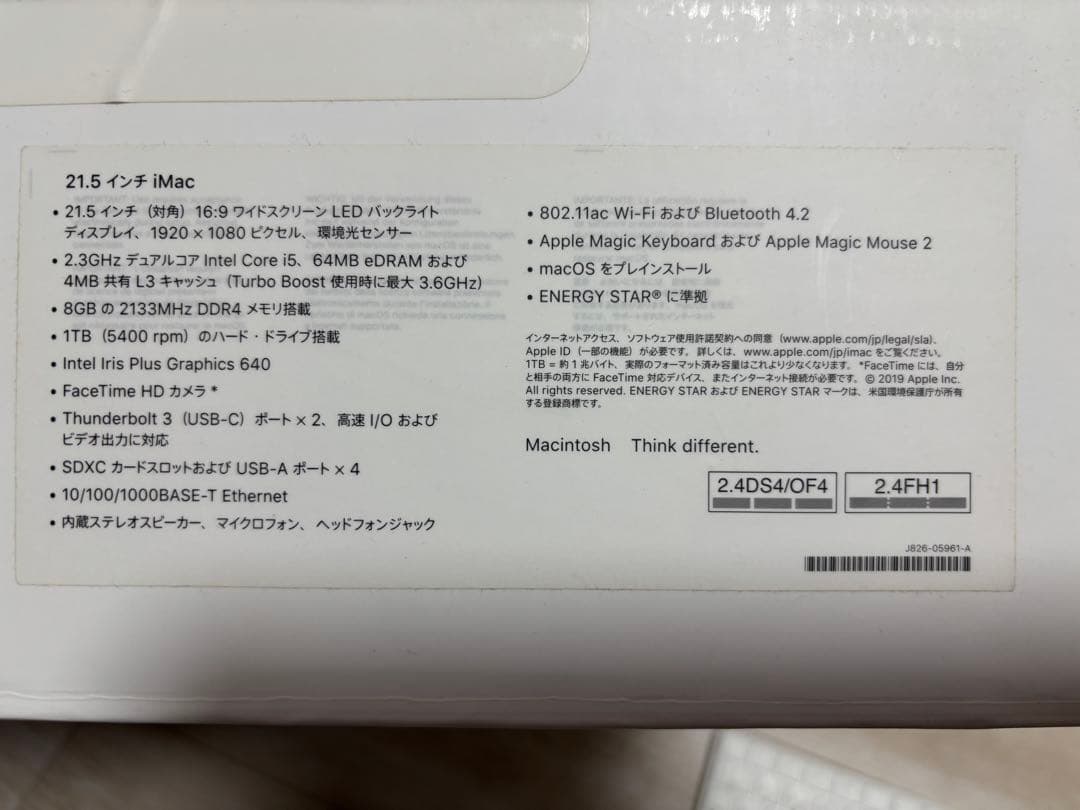 21.5 インチ iMac
• 21.5 インチ（対角）16:9 ワイドスクリーン LED バックライト
ディスプレイ、1920 × 1080 ピクセル、環境光センサー
• 2.3GHz デュアルコア Intel Core i5、64MB eDRAM および
4MB 共有 L3 キャッシュ（Turbo Boost 使用時に最大 3.6GHz）
• 8GB の 2133MHz DDR4 メモリ搭載
• 1TB（5400 rpm）のハード・ドライブ搭載
• Intel Iris Plus Graphics 640
• FaceTime HD カメラ *
• Thunderbolt 3（USB-C）ポート × 2、高速 I/O および
ビデオ出力に対応
• SDXC カードスロットおよび USB-A ポート × 4
• 10/100/1000BASE-T Ethernet
• 内蔵ステレオスピーカー、マイクロフォン、ヘッドフォンジャック
• 802.11ac Wi-Fi および Bluetooth 4.2
• Apple Magic Keyboard および Apple Magic Mouse 2
• macOS をプレインストール
• ENERGY STAR® に準拠
インターネットアクセス、ソフトウェア使用許諾契約への同意（www.apple.com/jp/legal/sla)、
Apple ID（一部の機能）が必要です。詳しくは、www.apple.com/jp/imac をご覧ください。
1TB = 約 1 兆バイト、実際のフォーマット済み容量はこれより少なくなります。*FaceTime には、自分
と相手の両方に FaceTime 対応デバイス、またインターネット接続が必要です。© 2019 Apple Inc.
All rights reserved. ENERGY STAR および ENERGY STAR マークは、米国環境保護庁が所有
する登録商標です。
Macintosh Think different.
2.4DS4/OF4 2.4FH1
J826-05961-A